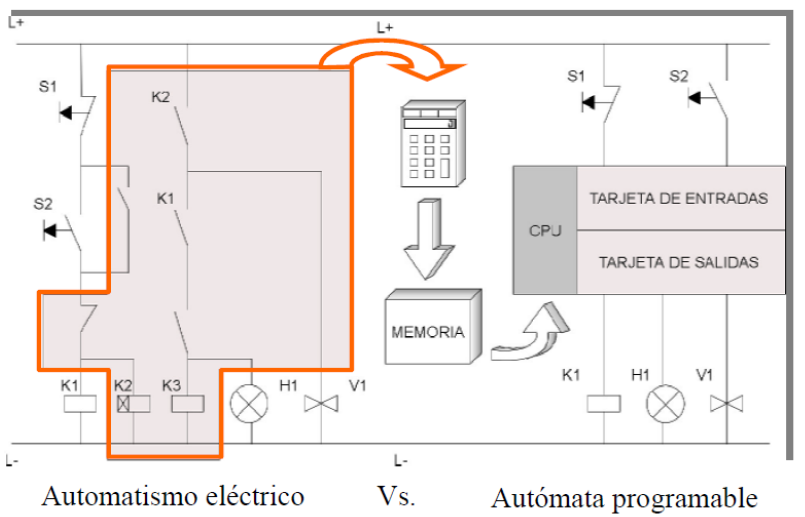 L+
L+
S1
K2
S1
S2
K1
S2
TARJETA DE ENTRADAS
CPU
TARJETA DE SALIDAS
MEMORIA
K1
K2
K3
H1
V1
K1
H1
V1
L-
L-
Automatismo eléctrico
Vs.
Autómata programable